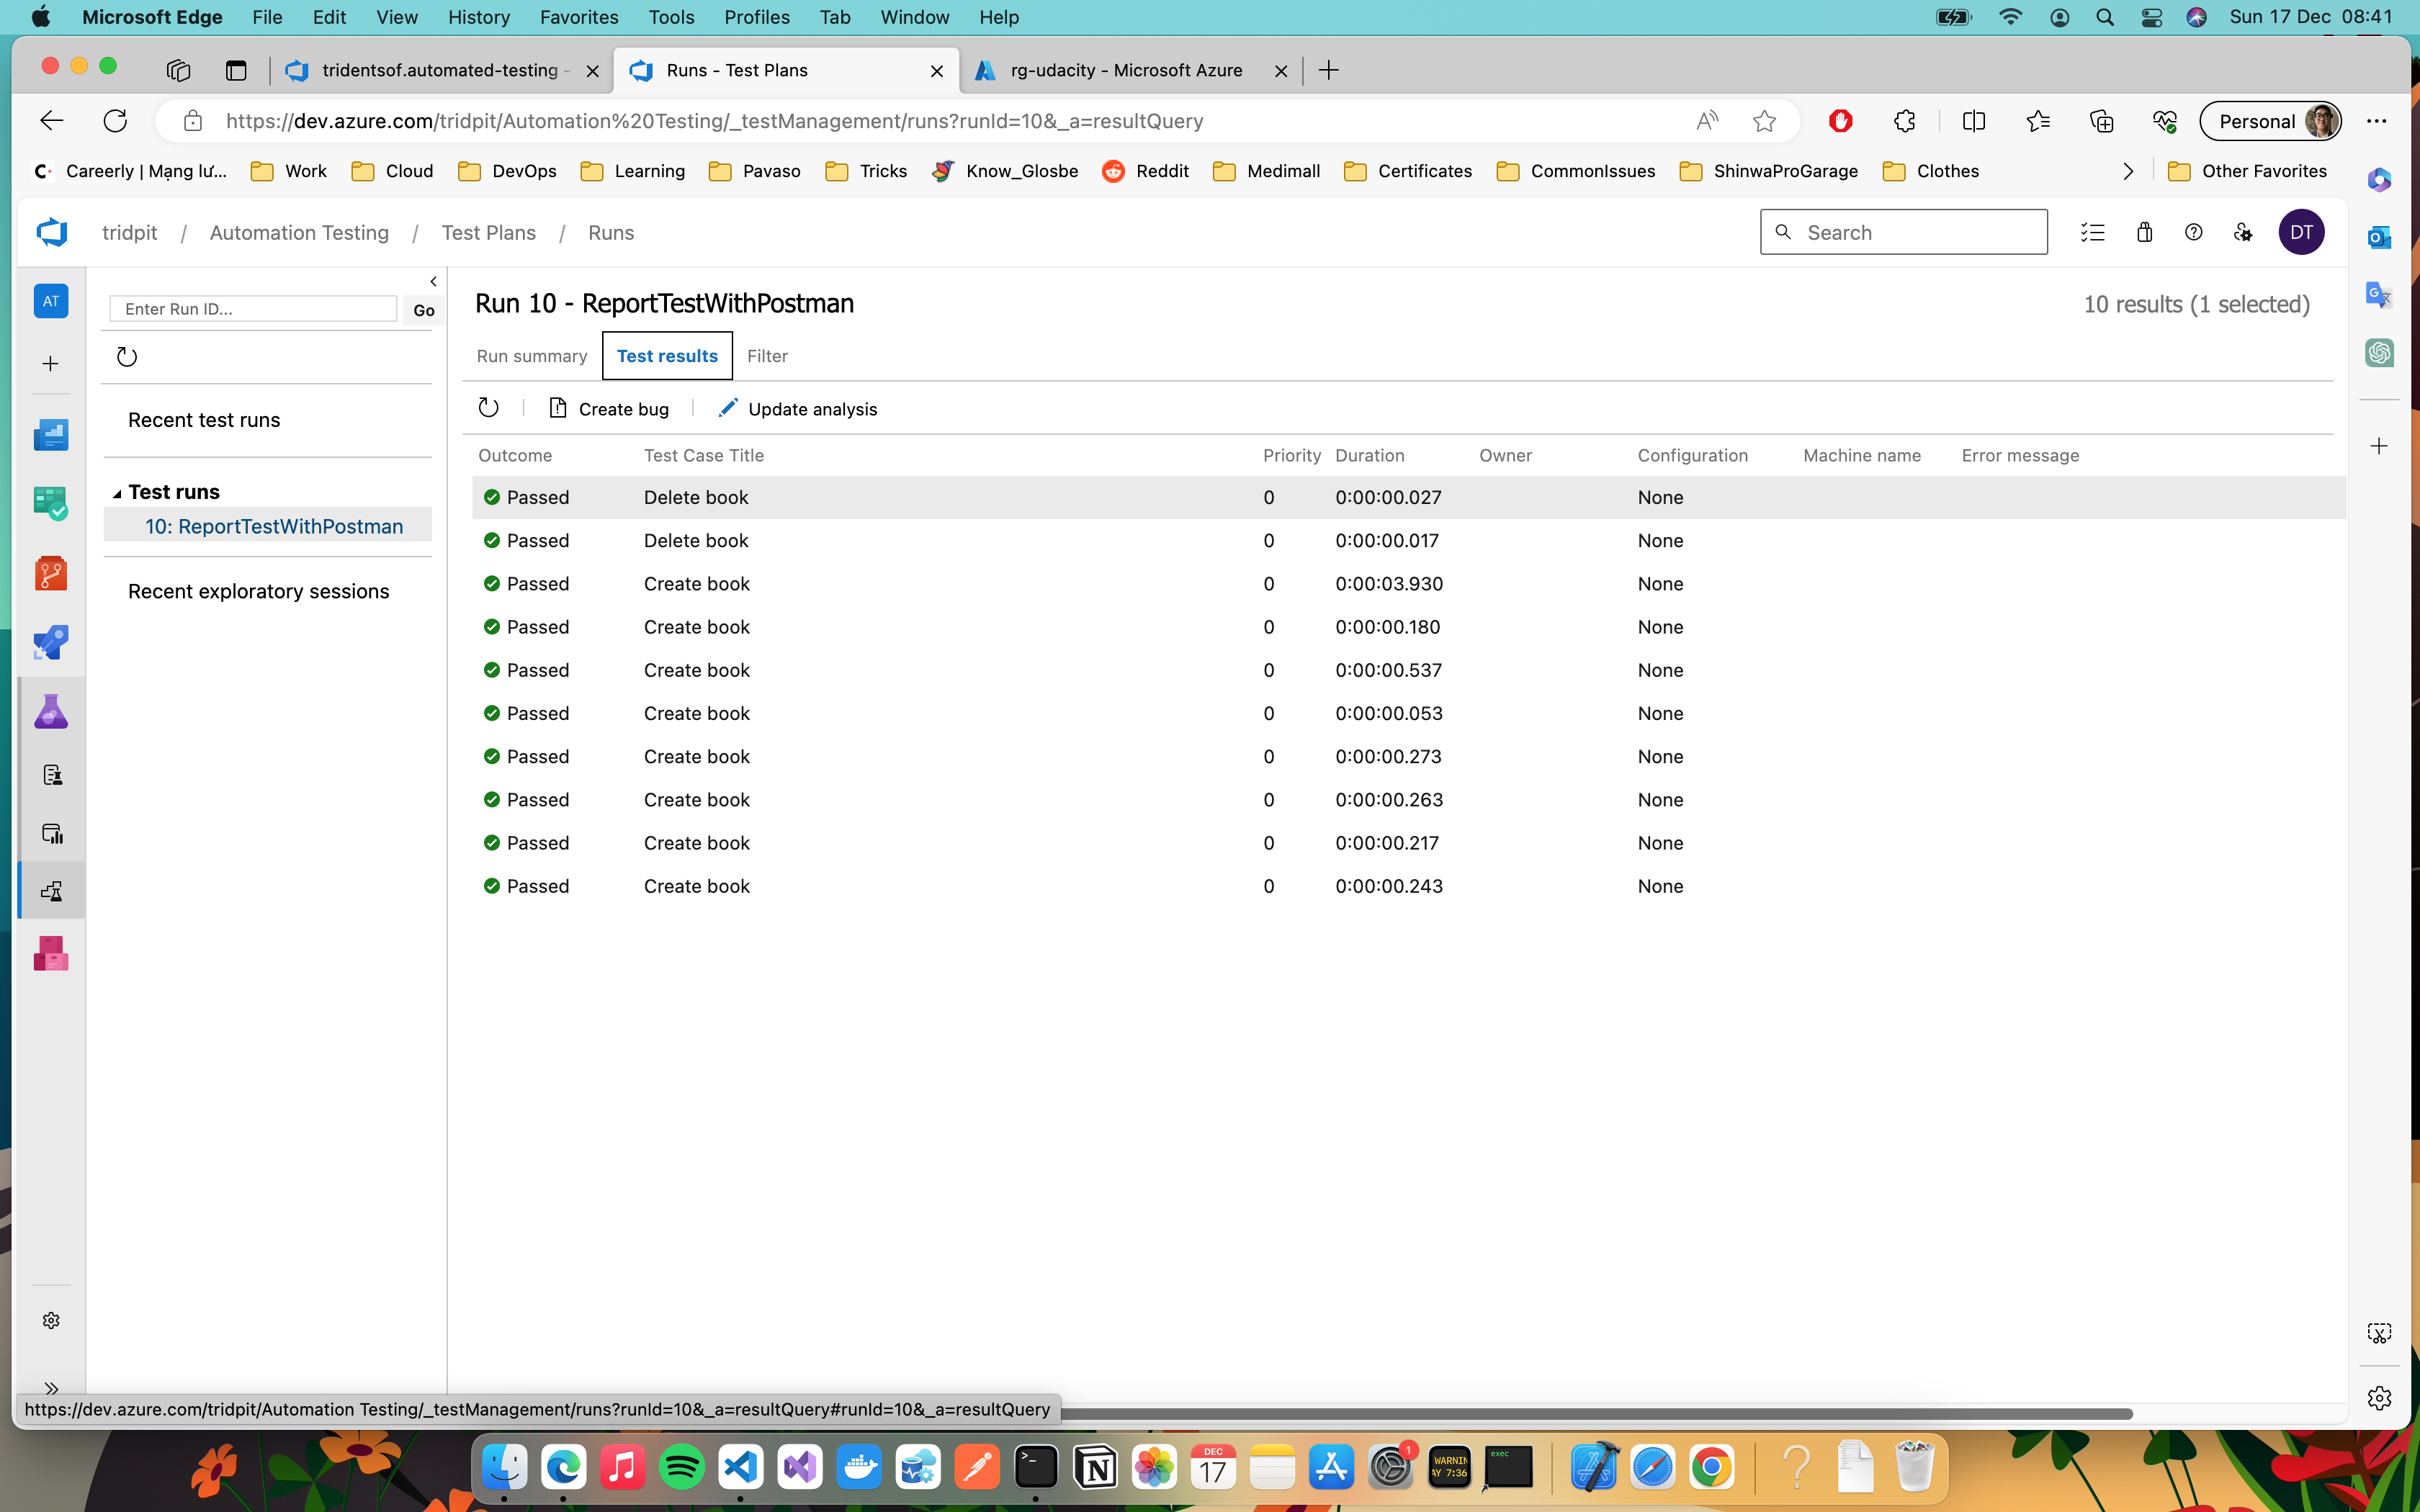 Microsoft Edge File Edit View History Favorites Tools Profiles Tab Window Help Sun 17 Dec 08:41
tridentsof.automated-testing - Runs - Test Plans rg-udacity - Microsoft Azure
https://dev.azure.com/tridpit/Automation%20Testing/_testManagement/runs?runId=10&_a=resultQuery Personal
Careerly | Mạng lư... Work Cloud DevOps Learning Pavaso Tricks Know_Glosbe Reddit Medimall Certificates CommonIssues ShinwaProGarage Clothes Other Favorites
tridpit / Automation Testing / Test Plans / Runs Search DT
AT
Enter Run ID... Go
Recent test runs
Test runs
10: ReportTestWithPostman
Recent exploratory sessions
Run 10 - ReportTestWithPostman 10 results (1 selected)
Run summary Test results Filter
Create bug Update analysis
Outcome Test Case Title Priority Duration Owner Configuration Machine name Error message
Passed Delete book 0 0:00:00.027 None
Passed Delete book 0 0:00:00.017 None
Passed Create book 0 0:00:03.930 None
Passed Create book 0 0:00:00.180 None
Passed Create book 0 0:00:00.537 None
Passed Create book 0 0:00:00.053 None
Passed Create book 0 0:00:00.273 None
Passed Create book 0 0:00:00.263 None
Passed Create book 0 0:00:00.217 None
Passed Create book 0 0:00:00.243 None
https://dev.azure.com/tridpit/Automation Testing/_testManagement/runs?runId=10&_a=resultQuery#runId=10&_a=resultQuery
DEC
17
1
WARNIN
AY 7:36
exec